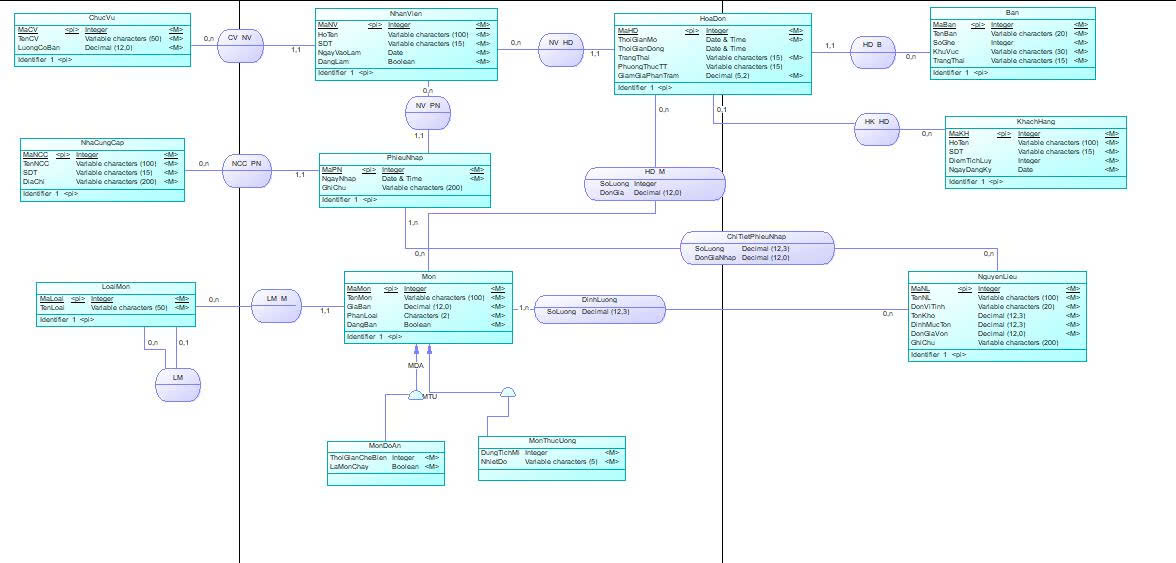 ChucVu
MaCV <pi> Integer <M>
TenCV Variable characters (50) <M>
LuongCoBan Decimal (12,0) <M>
Identifier 1 <pi>
0,n
CV_NV
1,1
NhanVien
MaNV <pi> Integer <M>
HoTen Variable characters (100) <M>
SDT Variable characters (15) <M>
NgayVaoLam Date <M>
DangLam Boolean <M>
Identifier 1 <pi>
0,n
NV_HD
1,1
HoaDon
MaHD <pi> Integer <M>
ThoiGianMo Date & Time <M>
ThoiGianDong Date & Time
TrangThai Variable characters (15) <M>
PhuongThucTT Variable characters (15)
GiamGiaPhanTram Decimal (5,2) <M>
Identifier 1 <pi>
1,1
HD_B
0,n
Ban
MaBan <pi> Integer <M>
TenBan Variable characters (20) <M>
SoGhe Integer <M>
KhuVuc Variable characters (30) <M>
TrangThai Variable characters (15) <M>
Identifier 1 <pi>
0,n
NV_PN
1,1
0,n
0,1
HK_HD
0,n
KhachHang
MaKH <pi> Integer <M>
HoTen Variable characters (100) <M>
SDT Variable characters (15) <M>
DiemTichLuy Integer <M>
NgayDangKy Date <M>
Identifier 1 <pi>
NhaCungCap
MaNCC <pi> Integer <M>
TenNCC Variable characters (100) <M>
SDT Variable characters (15) <M>
DiaChi Variable characters (200) <M>
Identifier 1 <pi>
0,n
NCC_PN
1,1
PhieuNhap
MaPN <pi> Integer <M>
NgayNhap Date & Time <M>
GhiChu Variable characters (200)
Identifier 1 <pi>
HD_M
SoLuong Integer
DonGia Decimal (12,0)
1,n
0,n
ChiTietPhieuNhap
SoLuong Decimal (12,3)
DonGiaNhap Decimal (12,0)
0,n
LoaiMon
MaLoai <pi> Integer <M>
TenLoai Variable characters (50) <M>
Identifier 1 <pi>
0,n
LM_M
1,1
Mon
MaMon <pi> Integer <M>
TenMon Variable characters (100) <M>
GiaBan Decimal (12,0) <M>
PhanLoai Characters (2) <M>
DangBan Boolean <M>
Identifier 1 <pi>
1,n
DinhLuong
SoLuong Decimal (12,3)
0,n
NguyenLieu
MaNL <pi> Integer <M>
TenNL Variable characters (100) <M>
DonViTinh Variable characters (20) <M>
TonKho Decimal (12,3) <M>
DinhMucTon Decimal (12,3) <M>
DonGiaVon Decimal (12,0) <M>
GhiChu Variable characters (200)
Identifier 1 <pi>
0,n
0,1
LM
MDA
MTU
MonDoAn
ThoiGianCheBien Integer <M>
LaMonChay Boolean <M>
MonThucUong
DungTichMl Integer <M>
NhietDo Variable characters (5) <M>